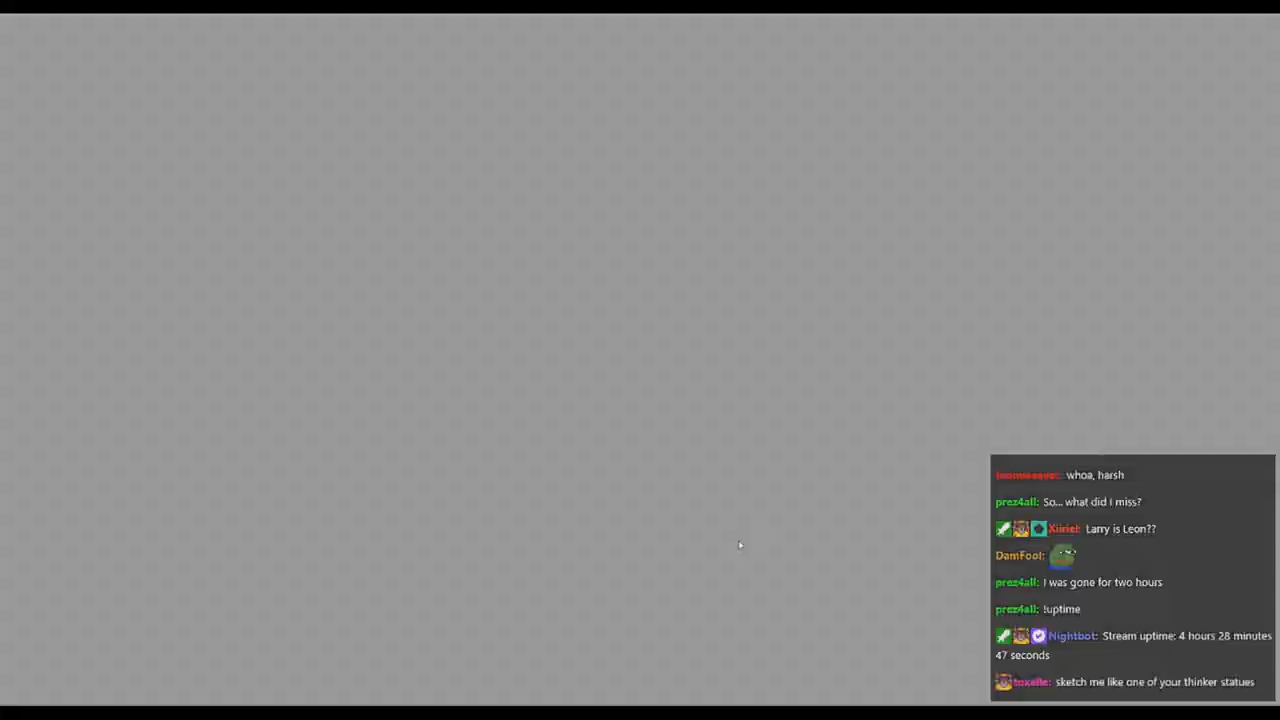 whoa, harsh
prez4all: So... what did I miss?
Xiiriel: Larry is Leon??
DamFool:
prez4all: I was gone for two hours
prez4all: !uptime
Nightbot: Stream uptime: 4 hours 28 minutes
47 seconds
sketch me like one of your thinker statues